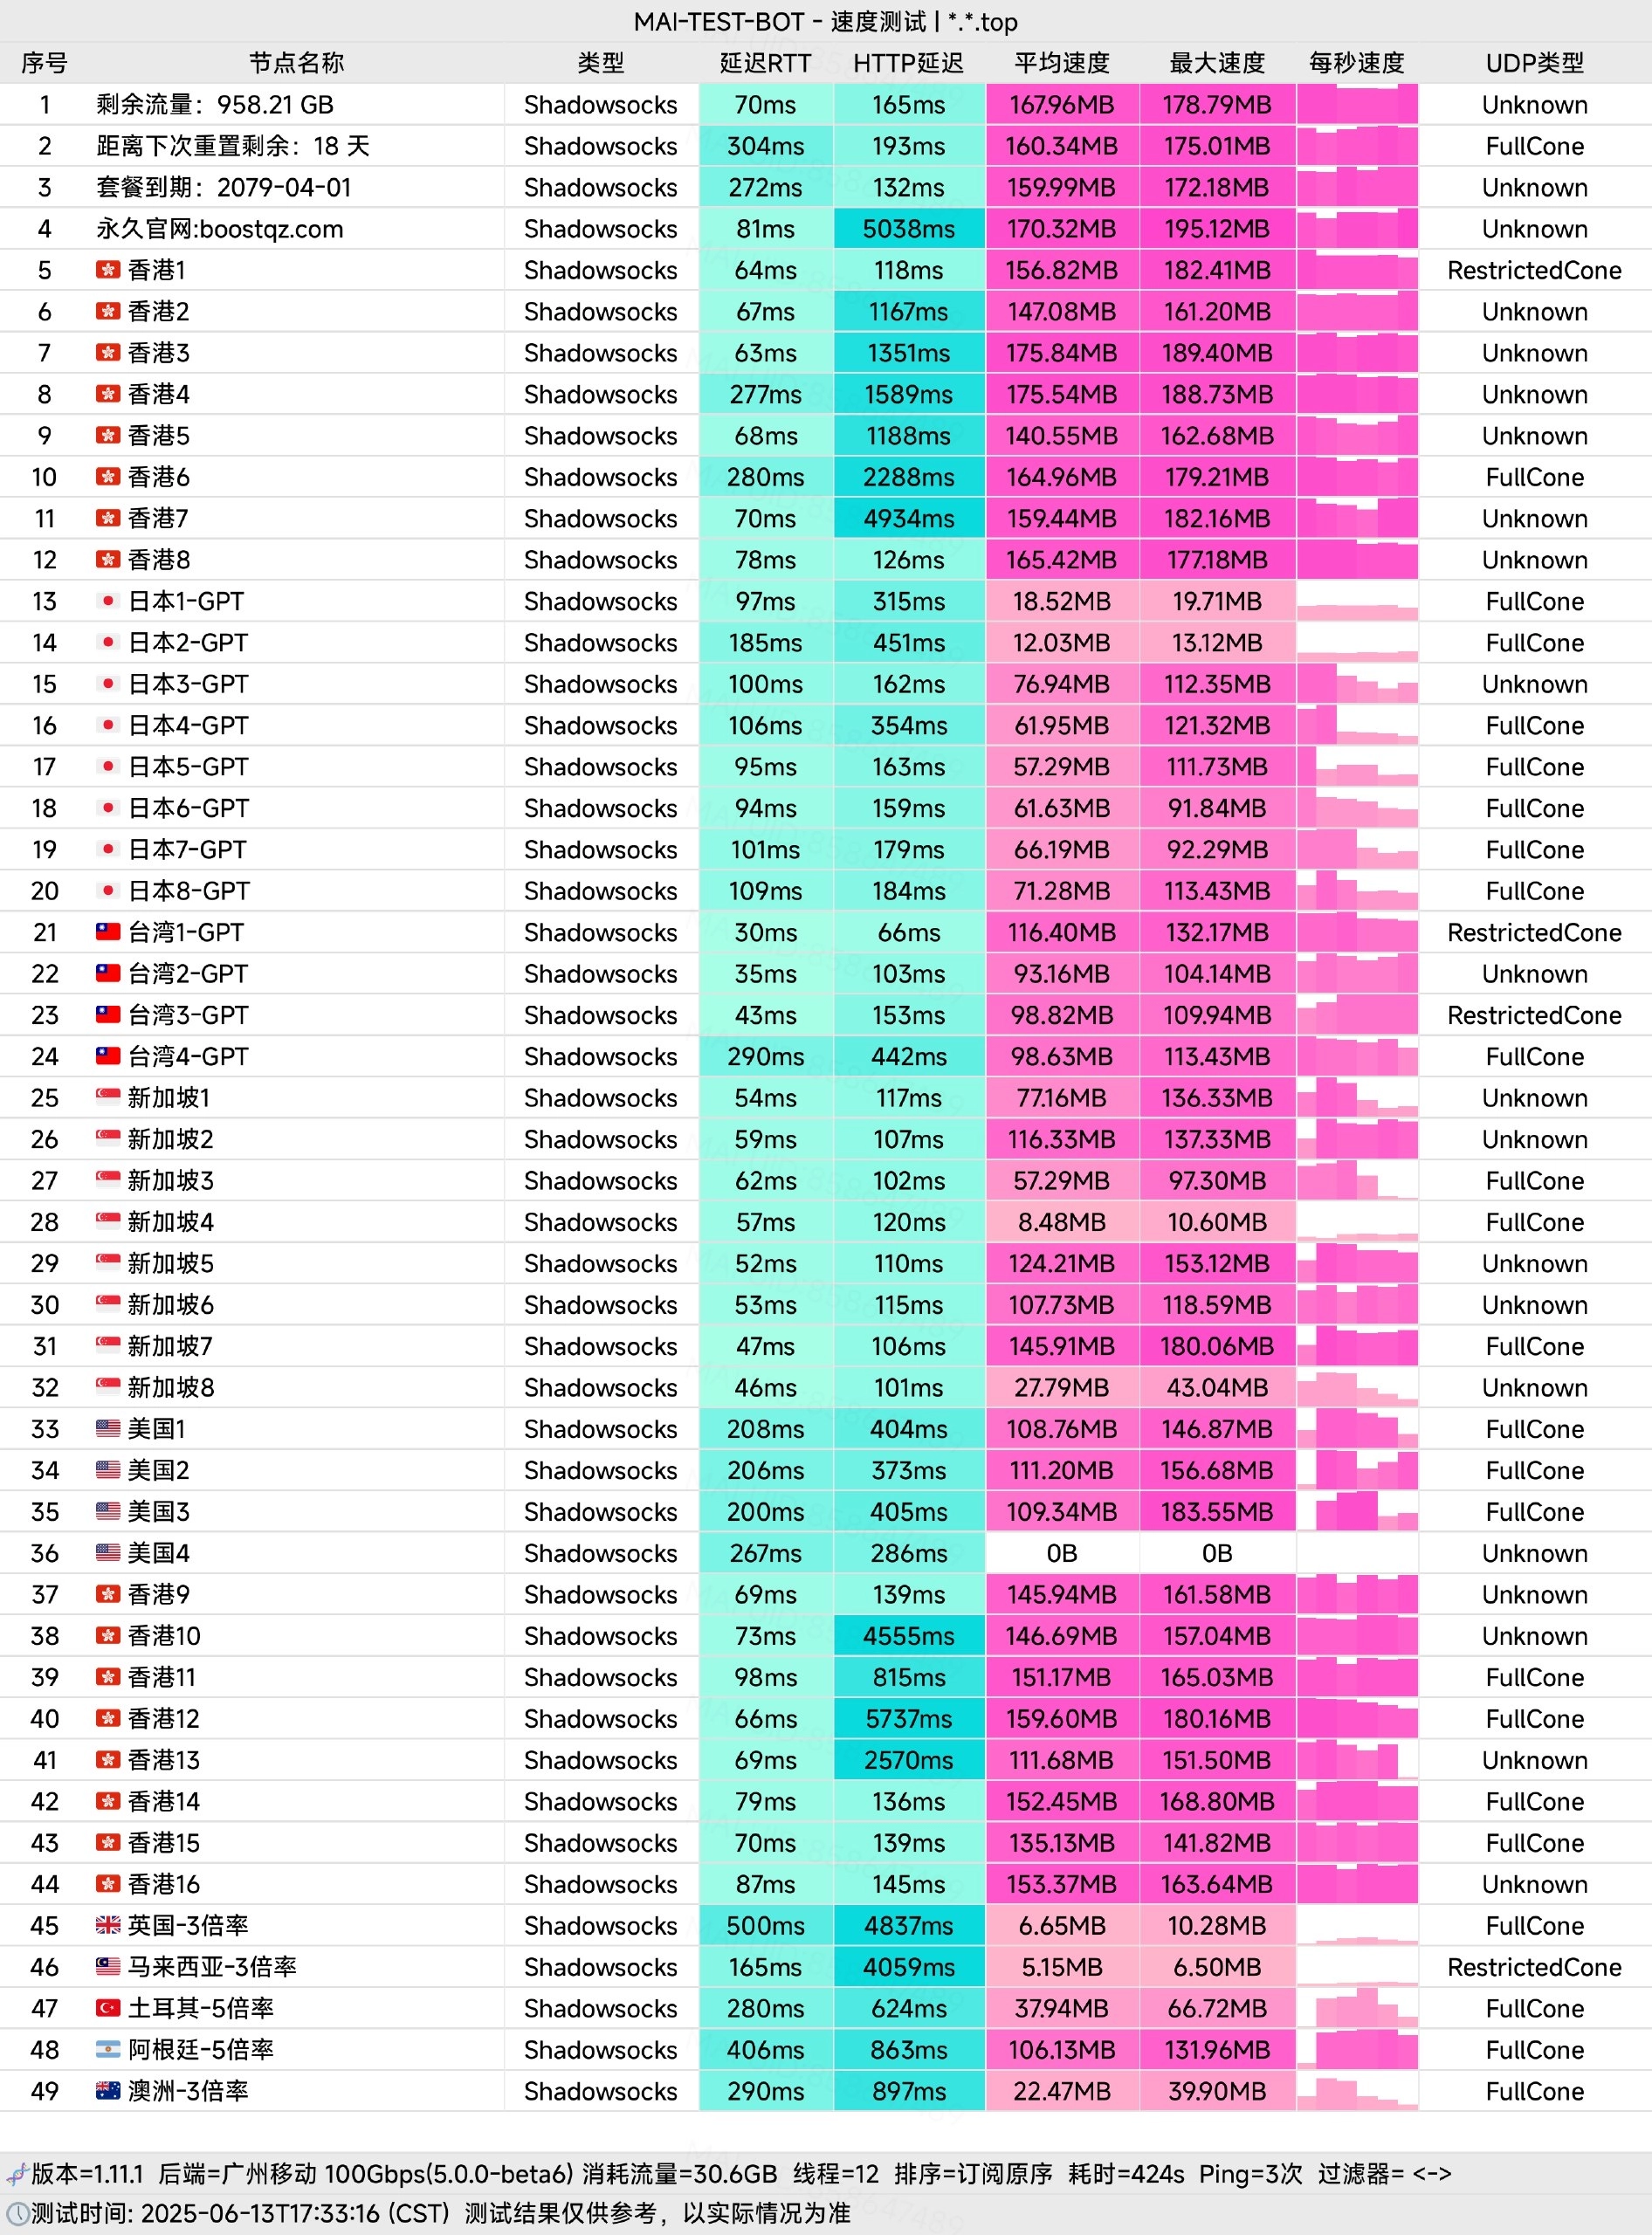 MAI-TEST-BOT - 速度测试 | *.*.top
序号 节点名称 类型 延迟RTT HTTP延迟 平均速度 最大速度 每秒速度 UDP类型
1 剩余流量：958.21 GB Shadowsocks 70ms 165ms 167.96MB 178.79MB Unknown
2 距离下次重置剩余：18 天 Shadowsocks 304ms 193ms 160.34MB 175.01MB FullCone
3 套餐到期：2079-04-01 Shadowsocks 272ms 132ms 159.99MB 172.18MB Unknown
4 永久官网:boostqz.com Shadowsocks 81ms 5038ms 170.32MB 195.12MB Unknown
5 香港1 Shadowsocks 64ms 118ms 156.82MB 182.41MB RestrictedCone
6 香港2 Shadowsocks 67ms 1167ms 147.08MB 161.20MB Unknown
7 香港3 Shadowsocks 63ms 1351ms 175.84MB 189.40MB Unknown
8 香港4 Shadowsocks 277ms 1589ms 175.54MB 188.73MB Unknown
9 香港5 Shadowsocks 68ms 1188ms 140.55MB 162.68MB Unknown
10 香港6 Shadowsocks 280ms 2288ms 164.96MB 179.21MB FullCone
11 香港7 Shadowsocks 70ms 4934ms 159.44MB 182.16MB Unknown
12 香港8 Shadowsocks 78ms 126ms 165.42MB 177.18MB Unknown
13 日本1-GPT Shadowsocks 97ms 315ms 18.52MB 19.71MB FullCone
14 日本2-GPT Shadowsocks 185ms 451ms 12.03MB 13.12MB FullCone
15 日本3-GPT Shadowsocks 100ms 162ms 76.94MB 112.35MB Unknown
16 日本4-GPT Shadowsocks 106ms 354ms 61.95MB 121.32MB FullCone
17 日本5-GPT Shadowsocks 95ms 163ms 57.29MB 111.73MB FullCone
18 日本6-GPT Shadowsocks 94ms 159ms 61.63MB 91.84MB FullCone
19 日本7-GPT Shadowsocks 101ms 179ms 66.19MB 92.29MB FullCone
20 日本8-GPT Shadowsocks 109ms 184ms 71.28MB 113.43MB FullCone
21 台湾1-GPT Shadowsocks 30ms 66ms 116.40MB 132.17MB RestrictedCone
22 台湾2-GPT Shadowsocks 35ms 103ms 93.16MB 104.14MB Unknown
23 台湾3-GPT Shadowsocks 43ms 153ms 98.82MB 109.94MB RestrictedCone
24 台湾4-GPT Shadowsocks 290ms 442ms 98.63MB 113.43MB FullCone
25 新加坡1 Shadowsocks 54ms 117ms 77.16MB 136.33MB Unknown
26 新加坡2 Shadowsocks 59ms 107ms 116.33MB 137.33MB Unknown
27 新加坡3 Shadowsocks 62ms 102ms 57.29MB 97.30MB FullCone
28 新加坡4 Shadowsocks 57ms 120ms 8.48MB 10.60MB FullCone
29 新加坡5 Shadowsocks 52ms 110ms 124.21MB 153.12MB Unknown
30 新加坡6 Shadowsocks 53ms 115ms 107.73MB 118.59MB Unknown
31 新加坡7 Shadowsocks 47ms 106ms 145.91MB 180.06MB FullCone
32 新加坡8 Shadowsocks 46ms 101ms 27.79MB 43.04MB Unknown
33 美国1 Shadowsocks 208ms 404ms 108.76MB 146.87MB FullCone
34 美国2 Shadowsocks 206ms 373ms 111.20MB 156.68MB FullCone
35 美国3 Shadowsocks 200ms 405ms 109.34MB 183.55MB FullCone
36 美国4 Shadowsocks 267ms 286ms 0B 0B Unknown
37 香港9 Shadowsocks 69ms 139ms 145.94MB 161.58MB Unknown
38 香港10 Shadowsocks 73ms 4555ms 146.69MB 157.04MB Unknown
39 香港11 Shadowsocks 98ms 815ms 151.17MB 165.03MB FullCone
40 香港12 Shadowsocks 66ms 5737ms 159.60MB 180.16MB FullCone
41 香港13 Shadowsocks 69ms 2570ms 111.68MB 151.50MB Unknown
42 香港14 Shadowsocks 79ms 136ms 152.45MB 168.80MB FullCone
43 香港15 Shadowsocks 70ms 139ms 135.13MB 141.82MB FullCone
44 香港16 Shadowsocks 87ms 145ms 153.37MB 163.64MB Unknown
45 英国-3倍率 Shadowsocks 500ms 4837ms 6.65MB 10.28MB FullCone
46 马来西亚-3倍率 Shadowsocks 165ms 4059ms 5.15MB 6.50MB RestrictedCone
47 土耳其-5倍率 Shadowsocks 280ms 624ms 37.94MB 66.72MB FullCone
48 阿根廷-5倍率 Shadowsocks 406ms 863ms 106.13MB 131.96MB FullCone
49 澳洲-3倍率 Shadowsocks 290ms 897ms 22.47MB 39.90MB FullCone
版本=1.11.1 后端=广州移动 100Gbps(5.0.0-beta6) 消耗流量=30.6GB 线程=12 排序=订阅原序 耗时=424s Ping=3次 过滤器= <->
测试时间: 2025-06-13T17:33:16 (CST) 测试结果仅供参考，以实际情况为准